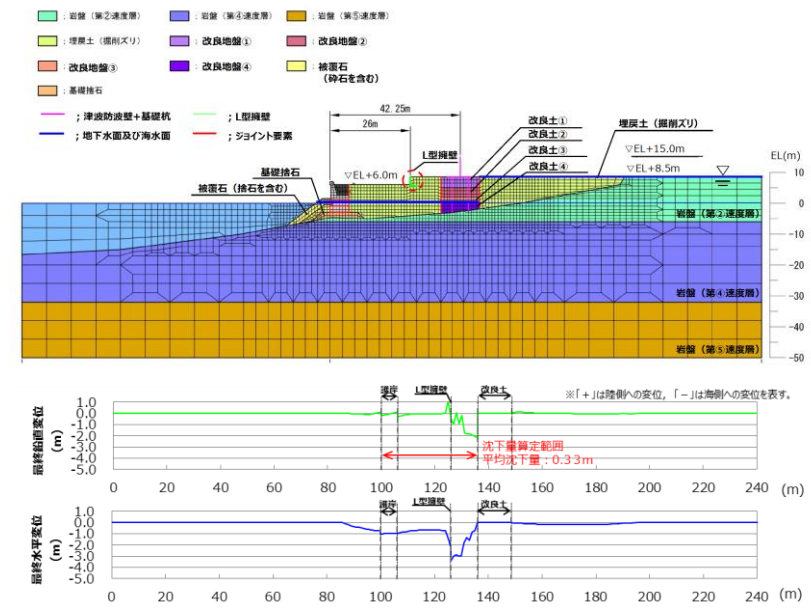 ：岩盤（第②速度層） ：岩盤（第④速度層） ：岩盤（第⑤速度層）
：埋戻土（掘削ズリ） ：改良地盤① ：改良地盤②
：改良地盤③ ：改良地盤④ ：被覆石
（砕石を含む）
：基礎捨石
；津波防波壁+基礎杭 ；L型擁壁
；地下水面及び海水面 ；ジョイント要素
42.25m
26m
L型擁壁
改良土①
改良土②
改良土③
改良土④
埋戻土（掘削ズリ）
▽EL+15.0m
▽EL+8.5m
▽EL+6.0m
基礎捨石
被覆石（捨石を含む）
EL(m)
10
0
-10
-20
-30
-40
-50
岩盤（第②速度層）
岩盤（第④速度層）
岩盤（第⑤速度層）
最終鉛直変位
(m)
1.0
0.0
-1.0
-2.0
-3.0
-4.0
-5.0
護岸 L型擁壁 改良土
※「＋」は陸側への変位，「－」は海側への変位を表す。
沈下量算定範囲
平均沈下量：0.33m
0 20 40 60 80 100 120 140 160 180 200 220 240 (m)
最終水平変位
(m)
1.0
0.0
-1.0
-2.0
-3.0
-4.0
-5.0
護岸 L型擁壁 改良土
0 20 40 60 80 100 120 140 160 180 200 220 240 (m)